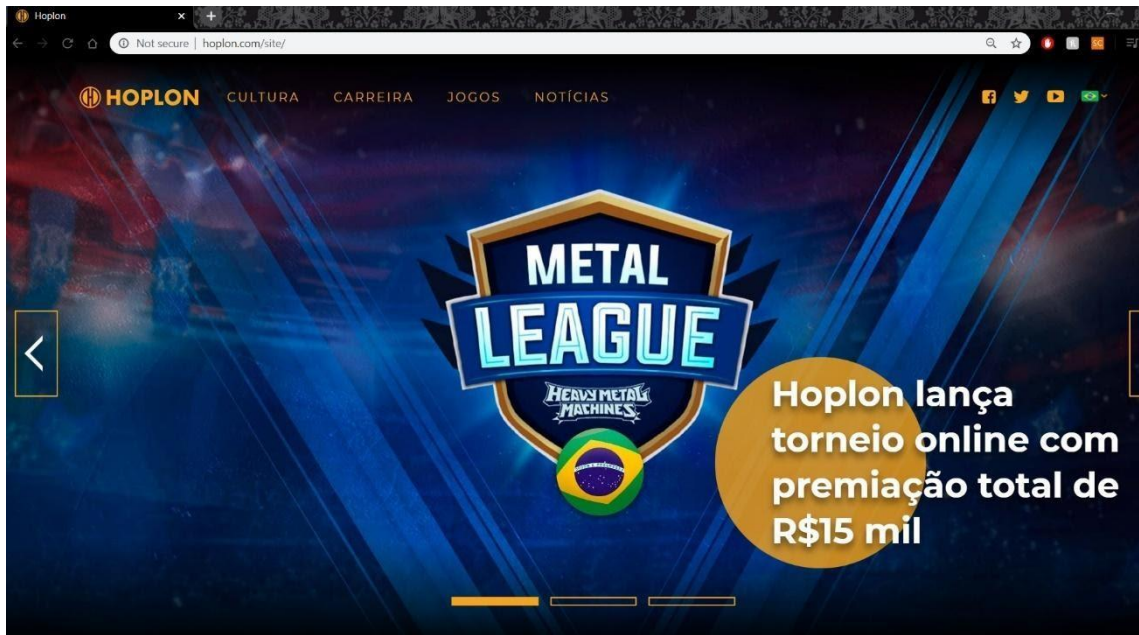 Hoplon
Not secure | hoplon.com/site/
HOPLON CULTURA CARREIRA JOGOS NOTÍCIAS
METAL
LEAGUE
HEAVY METAL
MACHINES
Hoplon lança
torneio online com
premiação total de
R$15 mil